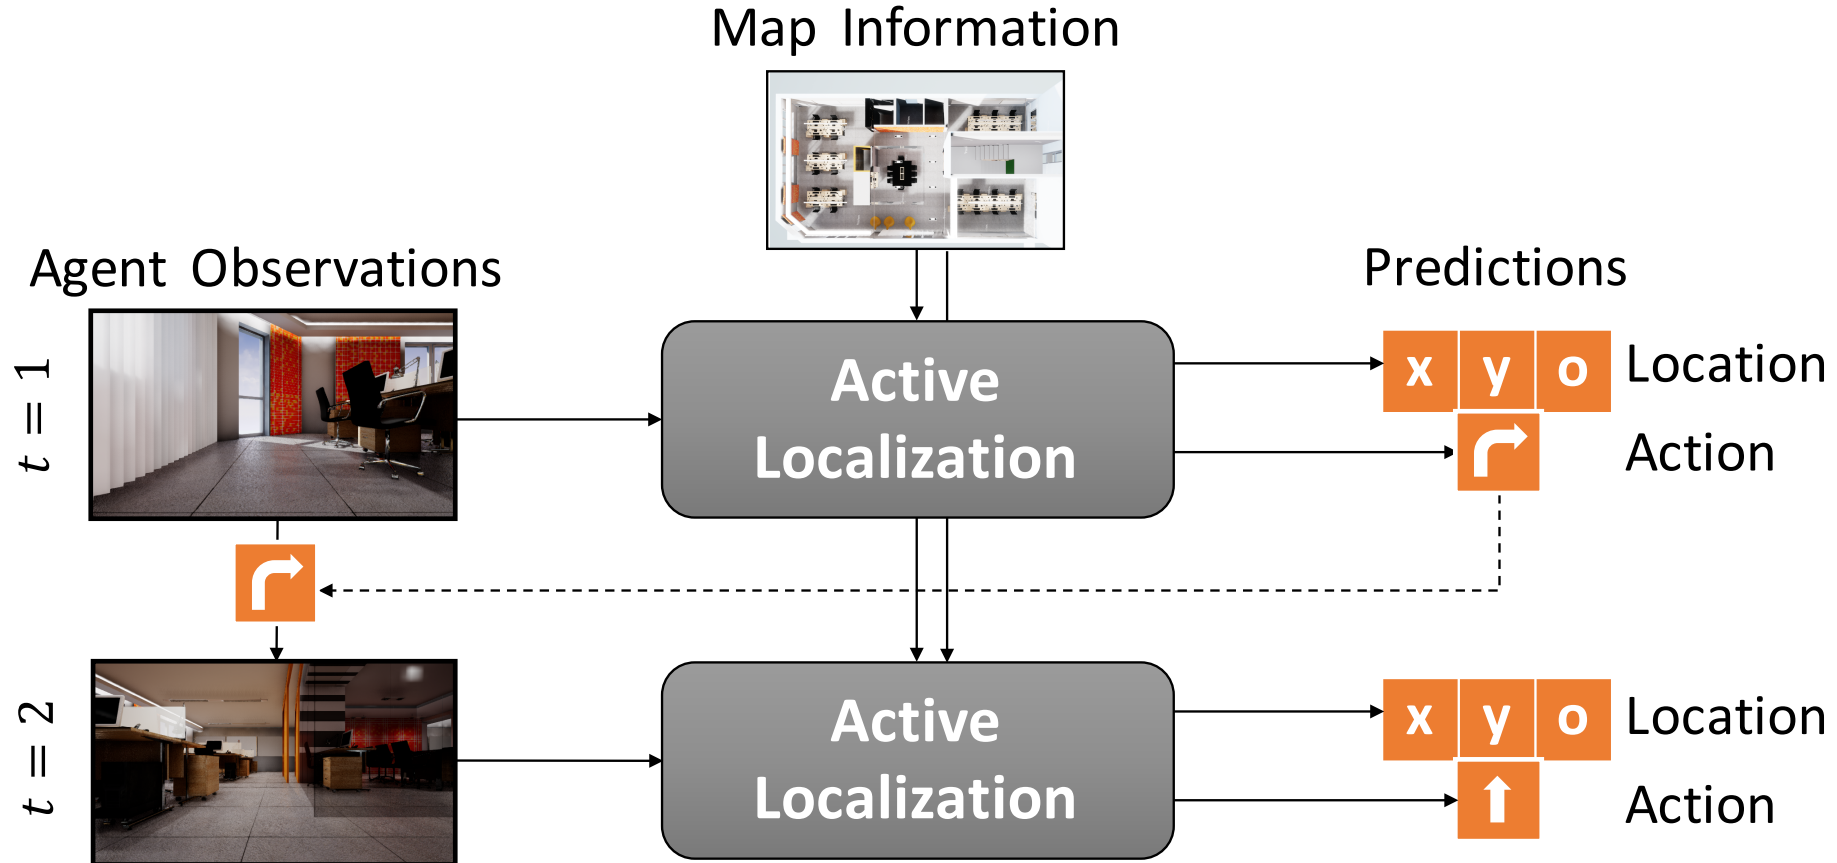 Map Information
Agent Observations
Predictions
t = 1
Active
Localization
x y o
Location
Action
t = 2
Active
Localization
x y o
Location
Action